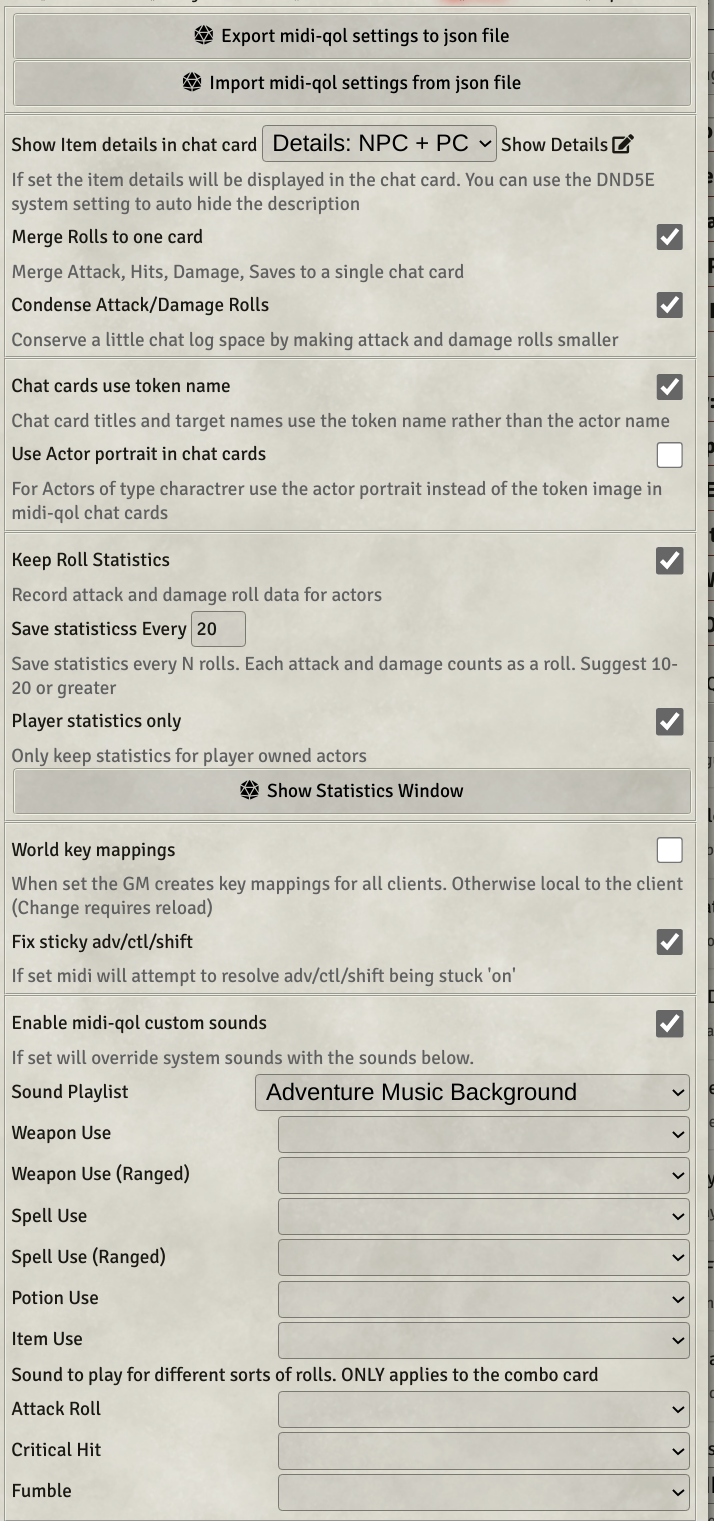 Export midi-qol settings to json file
Import midi-qol settings from json file
Show Item details in chat card Details: NPC + PC Show Details
If set the item details will be displayed in the chat card. You can use the DND5E
system setting to auto hide the description
Merge Rolls to one card
Merge Attack, Hits, Damage, Saves to a single chat card
Condense Attack/Damage Rolls
Conserve a little chat log space by making attack and damage rolls smaller
Chat cards use token name
Chat card titles and target names use the token name rather than the actor name
Use Actor portrait in chat cards
For Actors of type charactrer use the actor portrait instead of the token image in
midi-qol chat cards
Keep Roll Statistics
Record attack and damage roll data for actors
Save statisticss Every 20
Save statistics every N rolls. Each attack and damage counts as a roll. Suggest 10-
20 or greater
Player statistics only
Only keep statistics for player owned actors
Show Statistics Window
World key mappings
When set the GM creates key mappings for all clients. Otherwise local to the client
(Change requires reload)
Fix sticky adv/ctl/shift
If set midi will attempt to resolve adv/ctl/shift being stuck 'on'
Enable midi-qol custom sounds
If set will override system sounds with the sounds below.
Sound Playlist Adventure Music Background
Weapon Use
Weapon Use (Ranged)
Spell Use
Spell Use (Ranged)
Potion Use
Item Use
Sound to play for different sorts of rolls. ONLY applies to the combo card
Attack Roll
Critical Hit
Fumble